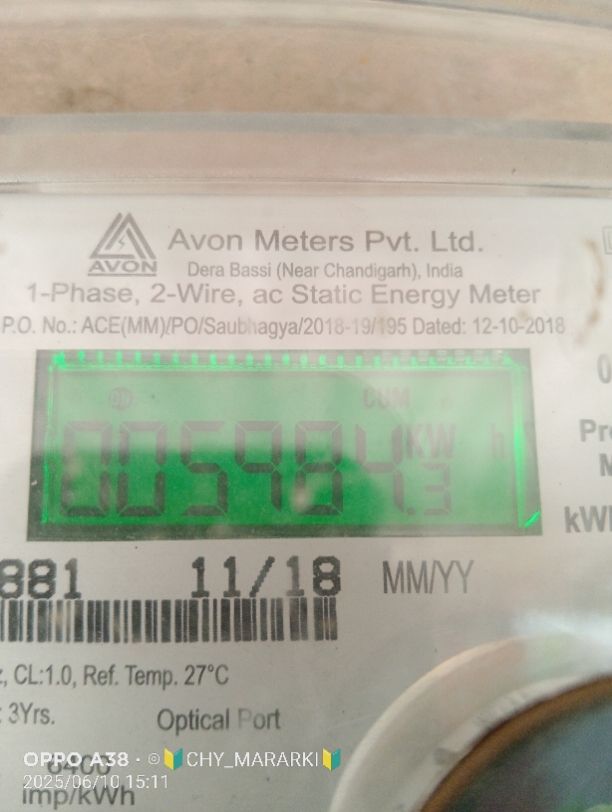 Avon Meters Pvt. Ltd.
AVON
Dera Bassi (Near Chandigarh), India
1-Phase, 2-Wire, ac Static Energy Meter
P.O. No.: ACE(MM)/PO/Saubhagya/2018-19/195 Dated: 12-10-2018
ON CUM
005984.3 KW h
881 11/18 MM/YY
CL:1.0, Ref. Temp. 27°C
3Yrs. Optical Port
6400
imp/kWh
OPPO A38 · © 🔰CHY_MARARKI🔰
2025/06/10 15:11